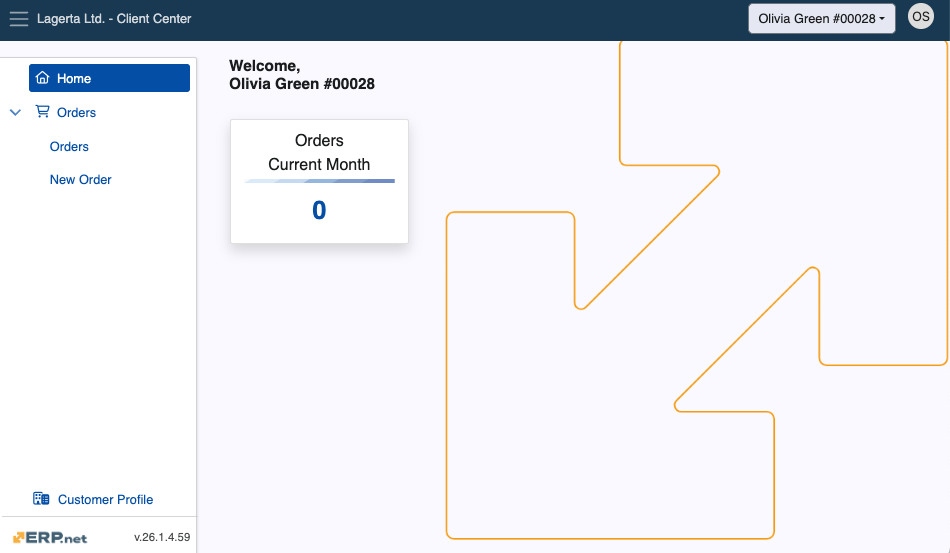 Lagerta Ltd. - Client Center
Olivia Green #00028
OS
Home
Orders
Orders
New Order
Welcome,
Olivia Green #00028
Orders
Current Month
0
Customer Profile
ERP.net
v.26.1.4.59